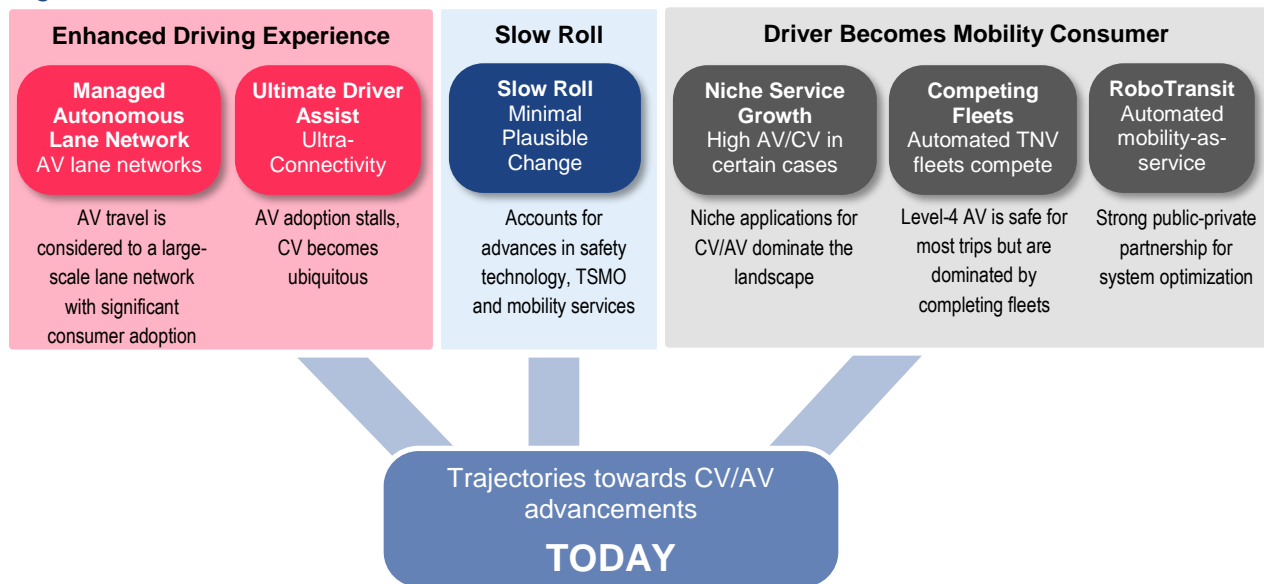 Enhanced Driving Experience
Managed
Autonomous
Lane Network
AV lane networks
AV travel is
considered to a large-
scale lane network
with significant
consumer adoption
Ultimate Driver
Assist
Ultra-
Connectivity
AV adoption stalls,
CV becomes
ubiquitous
Slow Roll
Slow Roll
Minimal
Plausible
Change
Accounts for
advances in safety
technology, TSMO
and mobility services
Driver Becomes Mobility Consumer
Niche Service
Growth
High AV/CV in
certain cases
Niche applications for
CV/AV dominate the
landscape
Competing
Fleets
Automated TNV
fleets compete
Level-4 AV is safe for
most trips but are
dominated by
completing fleets
RoboTransit
Automated
mobility-as-
service
Strong public-private
partnership for
system optimization
Trajectories towards CV/AV
advancements
TODAY